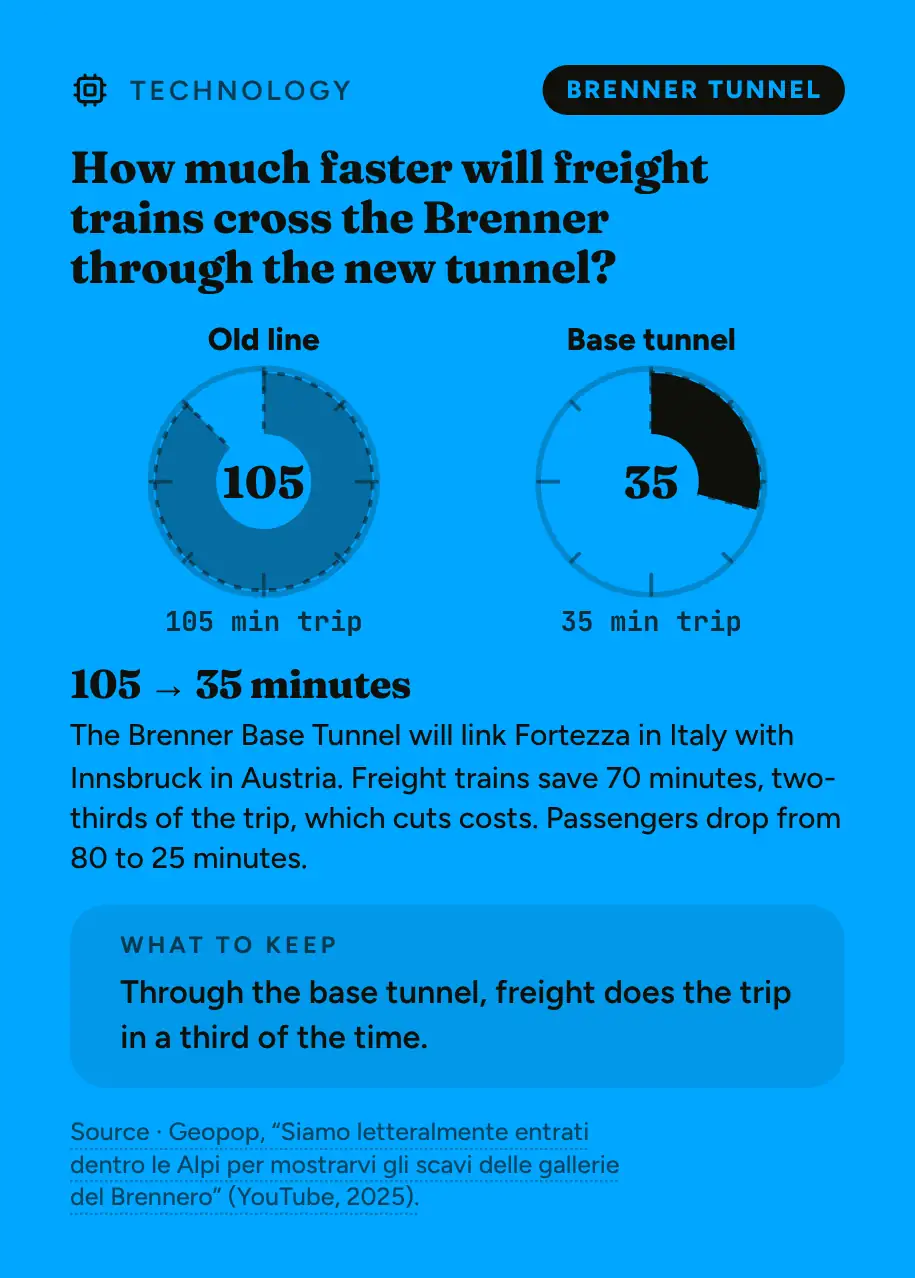 TECHNOLOGY
BRENNER TUNNEL
How much faster will freight
trains cross the Brenner
through the new tunnel?
Old line
Base tunnel
105
35
105 min trip
35 min trip
105 → 35 minutes
The Brenner Base Tunnel will link Fortezza in Italy with
Innsbruck in Austria. Freight trains save 70 minutes, two-
thirds of the trip, which cuts costs. Passengers drop from
80 to 25 minutes.
WHAT TO KEEP
Through the base tunnel, freight does the trip
in a third of the time.
Source · Geopop, “Siamo letteralmente entrati
dentro le Alpi per mostrarvi gli scavi delle gallerie
del Brennero” (YouTube, 2025).